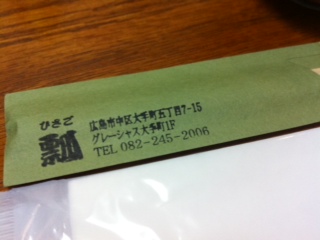 ひさご
瓢
広島市中区大手町五丁目7-15
グレーシャス大手町1F
TEL 082-245-2006